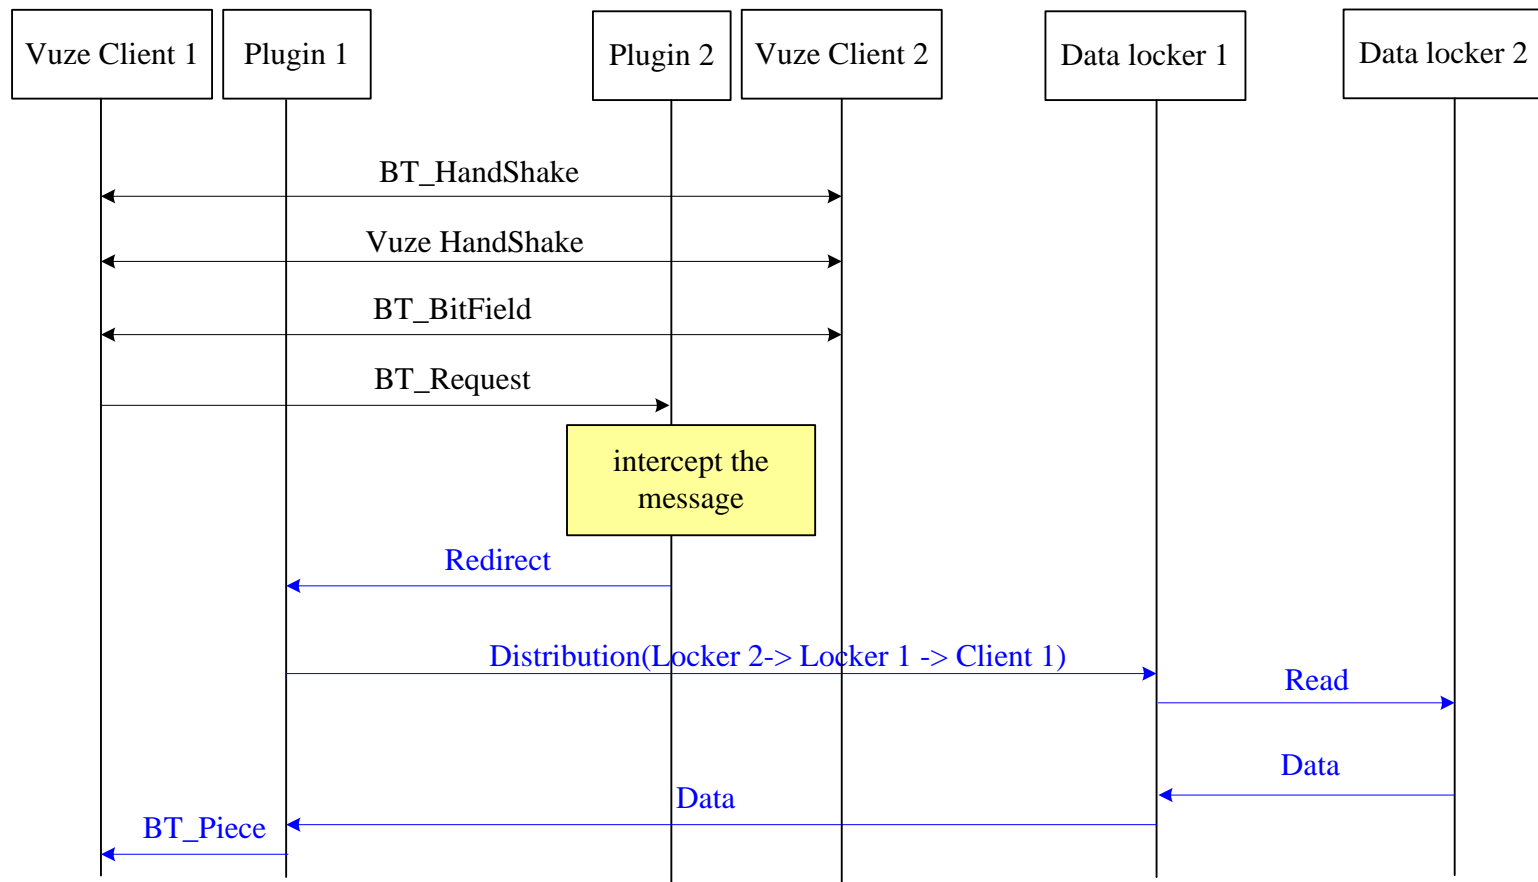 Vuze Client 1
Plugin 1
Plugin 2
Vuze Client 2
Data locker 1
Data locker 2
BT_HandShake
Vuze HandShake
BT_BitField
BT_Request
intercept the
message
Redirect
Distribution(Locker 2-> Locker 1 -> Client 1)
Read
Data
Data
BT_Piece